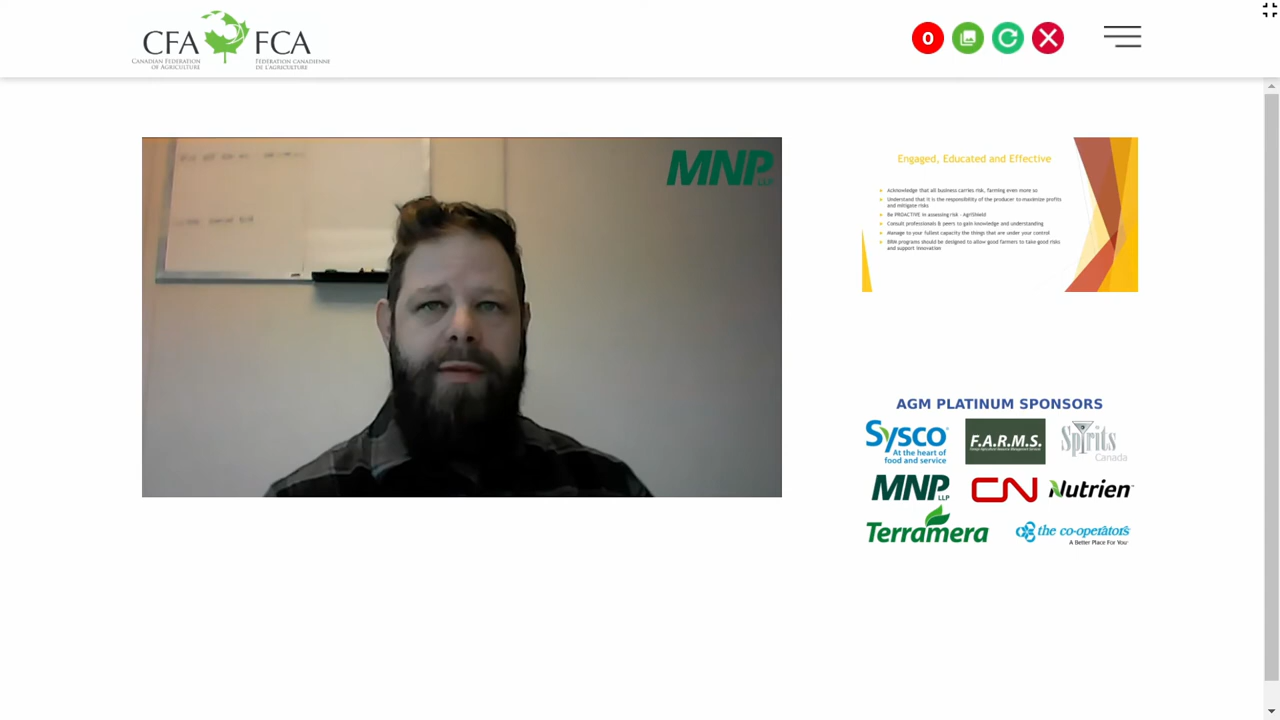 CFA FCA
CANADIAN FEDERATION OF AGRICULTURE
FÉDÉRATION CANADIENNE DE L'AGRICULTURE
0
MNP
LLP
Engaged, Educated and Effective
Acknowledge that all business carries risk, farming even more so
Understand that it is the responsibility of the producer to maximize profits
and mitigate risks
Be PROACTIVE in assessing risk - AgriShield
Consult professionals & peers to gain knowledge and understanding
Manage to your fullest capacity the things that are under your control
BRM programs should be designed to allow good farmers to take good risks
and support innovation
AGM PLATINUM SPONSORS
Sysco
At the heart of
food and service
F.A.R.M.S.
Spirits
Canada
MNP
LLP
CN
Nutrien
Terramera
the co-operators
A Better Place For You